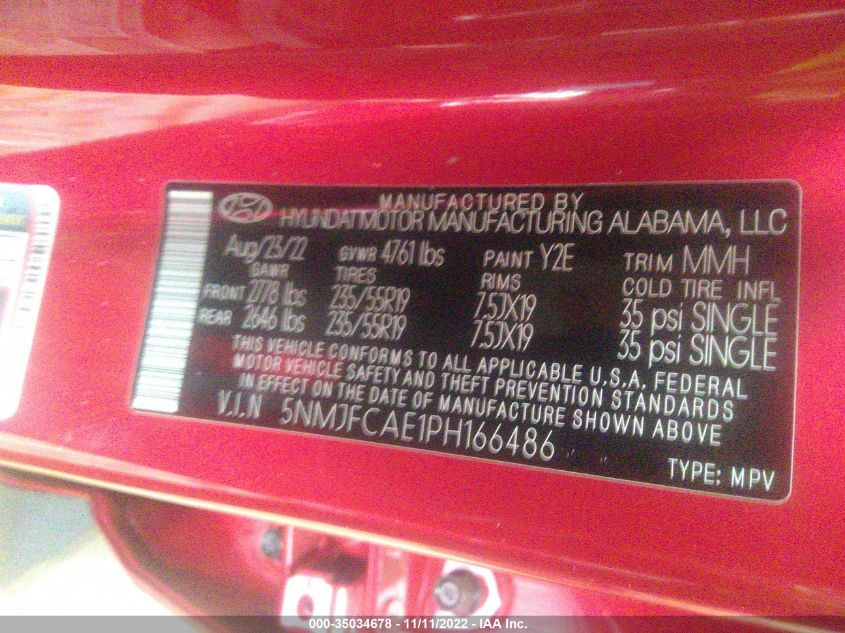 MANUFACTURED BY
HYUNDAI MOTOR MANUFACTURING ALABAMA, LLC
Aug/23/22 GVWR 4761 lbs PAINT Y2E TRIM MMH
GAWR TIRES RIMS COLD TIRE INFL
FRONT 2778 lbs 235/55R19 7.5JX19 35 psi SINGLE
REAR 2646 lbs 235/55R19 7.5JX19 35 psi SINGLE
THIS VEHICLE CONFORMS TO ALL APPLICABLE U.S.A. FEDERAL
MOTOR VEHICLE SAFETY AND THEFT PREVENTION STANDARDS
IN EFFECT ON THE DATE OF MANUFACTURE SHOWN ABOVE
V.I.N 5NMJFCAE1PH166486
TYPE: MPV
000-35034678 - 11/11/2022 - IAA Inc.